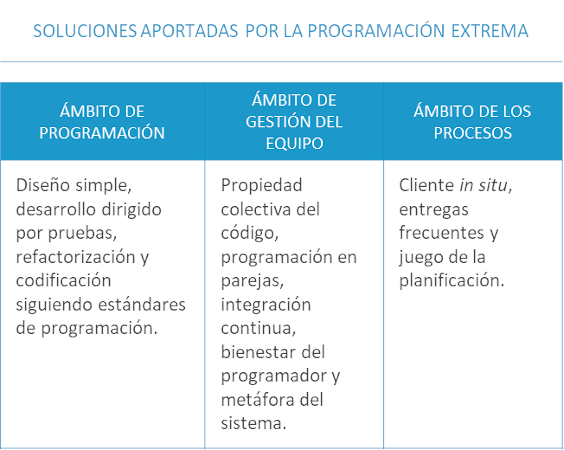 SOLUCIONES APORTADAS POR LA PROGRAMACIÓN EXTREMA
ÁMBITO DE
PROGRAMACIÓN
ÁMBITO DE
GESTIÓN DEL
EQUIPO
ÁMBITO DE LOS
PROCESOS
Diseño simple,
desarrollo dirigido
por pruebas,
refactorización y
codificación
siguiendo estándares
de programación.
Propiedad
colectiva del
código,
programación en
parejas,
integración
continua,
bienestar del
programador y
metáfora del
sistema.
Cliente in situ,
entregas
frecuentes y
juego de la
planificación.